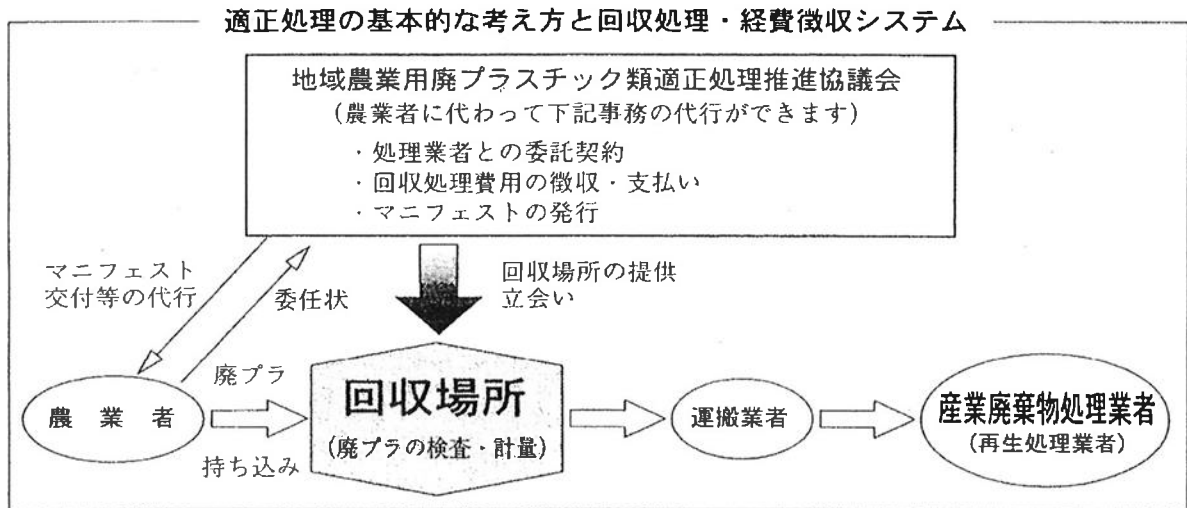 適正処理の基本的な考え方と回収処理・経費徴収システム
地域農業用廃プラスチック類適正処理推進協議会
(農業者に代わって下記事務の代行ができます)
・処理業者との委託契約
・回収処理費用の徴収・支払い
・マニフェストの発行
マニフェスト
交付等の代行
委任状
回収場所の提供
立会い
農業者
廃プラ
持ち込み
回収場所
(廃プラの検査・計量)
運搬業者
産業廃棄物処理業者
(再生処理業者)